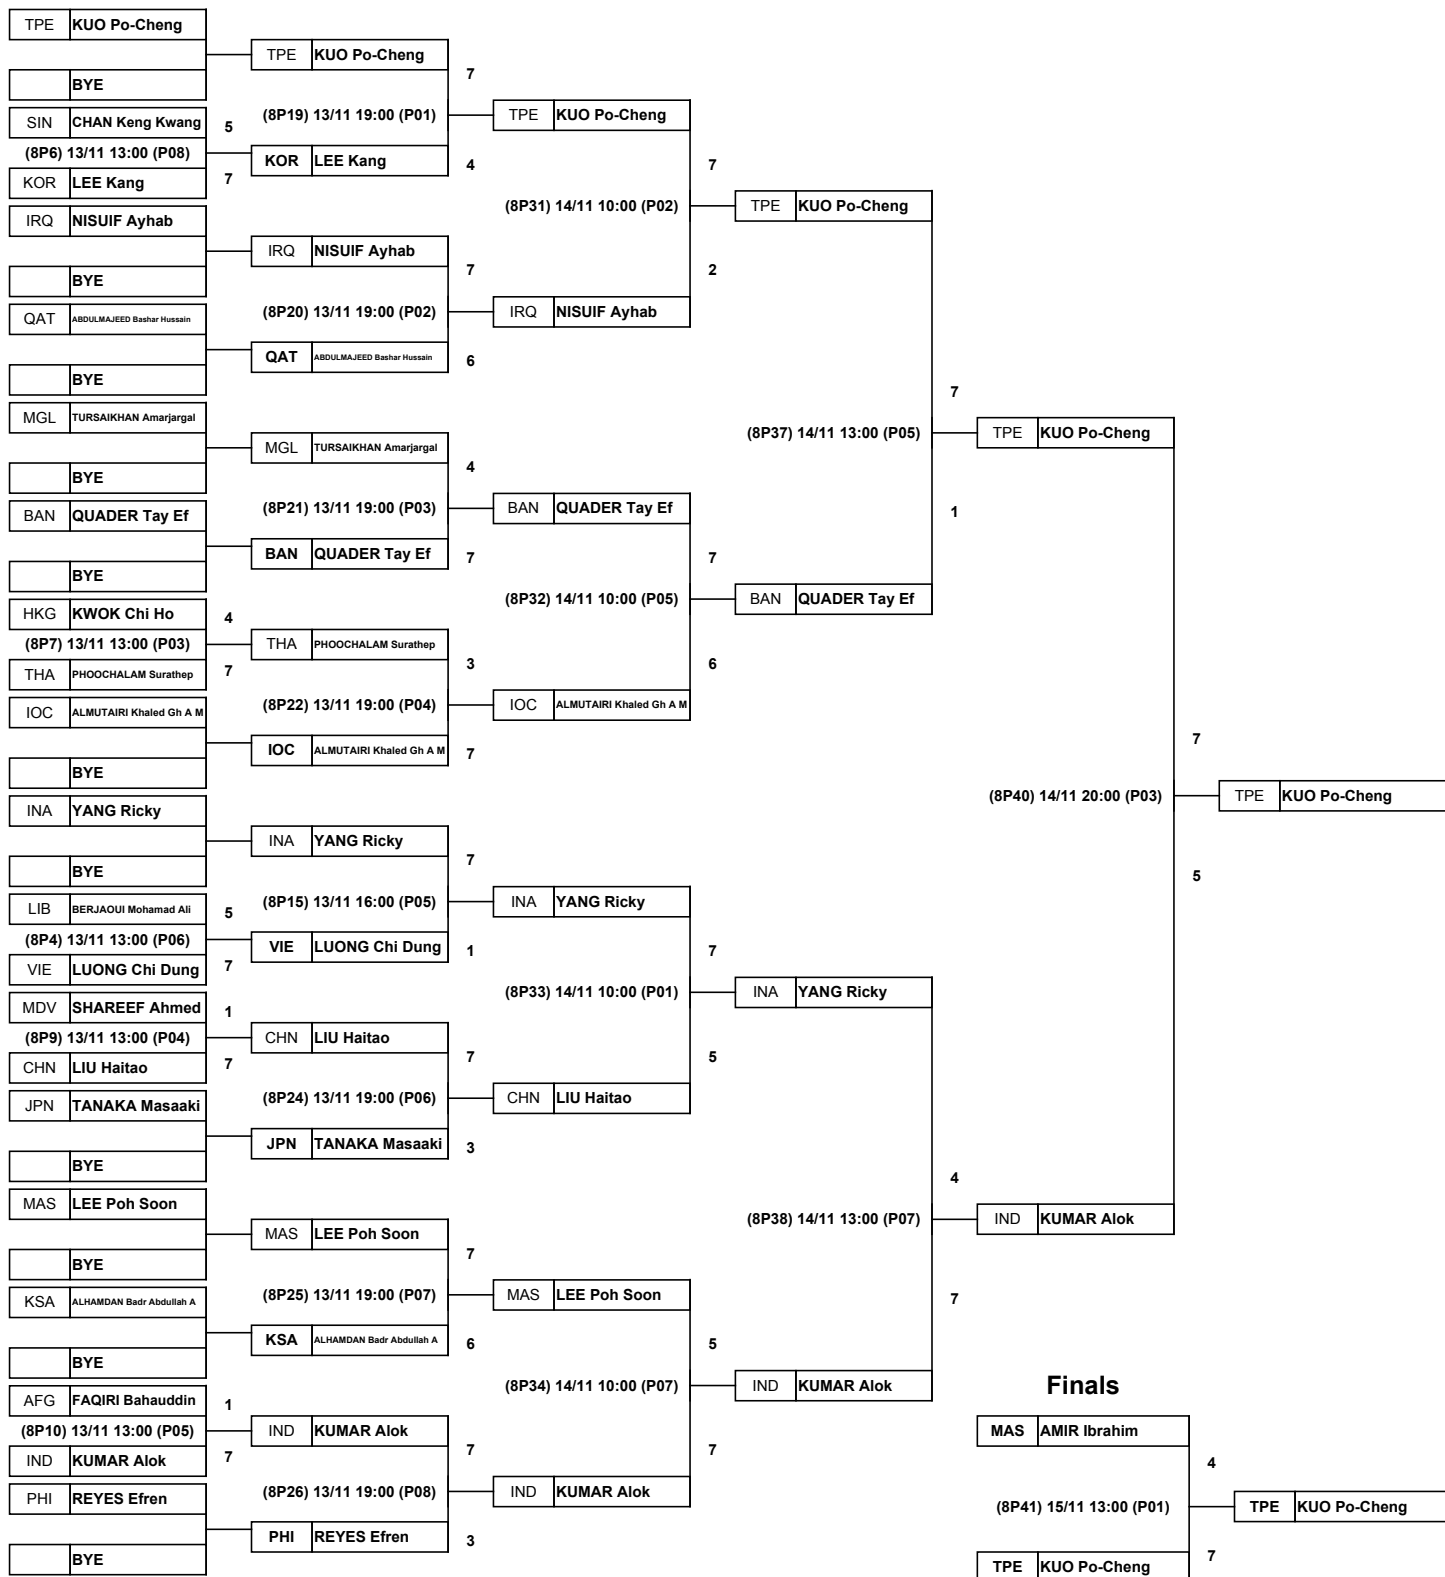 TPE KUO Po-Cheng
BYE
SIN CHAN Keng Kwang 5
(8P6) 13/11 13:00 (P08)
KOR LEE Kang 7
IRQ NISUIF Ayhab
BYE
QAT ABDULMAJEED Bashar Hussain
BYE
MGL TURSAIKHAN Amarjargal
BYE
BAN QUADER Tay Ef
BYE
HKG KWOK Chi Ho 4
(8P7) 13/11 13:00 (P03)
THA PHOOCHALAM Surathep 7
IOC ALMUTAIRI Khaled Gh A M
BYE
INA YANG Ricky
BYE
LIB BERJAOUI Mohamad Ali 5
(8P4) 13/11 13:00 (P06)
VIE LUONG Chi Dung 7
MDV SHAREEF Ahmed 1
(8P9) 13/11 13:00 (P04)
CHN LIU Haitao 7
JPN TANAKA Masaaki
BYE
MAS LEE Poh Soon
BYE
KSA ALHAMDAN Badr Abdullah A
BYE
AFG FAQIRI Bahauddin 1
(8P10) 13/11 13:00 (P05)
IND KUMAR Alok 7
PHI REYES Efren
BYE
TPE KUO Po-Cheng 7
(8P19) 13/11 19:00 (P01)
KOR LEE Kang 4
IRQ NISUIF Ayhab 7
(8P20) 13/11 19:00 (P02)
QAT ABDULMAJEED Bashar Hussain 6
MGL TURSAIKHAN Amarjargal 4
(8P21) 13/11 19:00 (P03)
BAN QUADER Tay Ef 7
THA PHOOCHALAM Surathep 3
(8P22) 13/11 19:00 (P04)
IOC ALMUTAIRI Khaled Gh A M 7
INA YANG Ricky 7
(8P15) 13/11 16:00 (P05)
VIE LUONG Chi Dung 1
CHN LIU Haitao 7
(8P24) 13/11 19:00 (P06)
JPN TANAKA Masaaki 3
MAS LEE Poh Soon 7
(8P25) 13/11 19:00 (P07)
KSA ALHAMDAN Badr Abdullah A 6
IND KUMAR Alok 7
(8P26) 13/11 19:00 (P08)
PHI REYES Efren 3
TPE KUO Po-Cheng 7
(8P31) 14/11 10:00 (P02)
IRQ NISUIF Ayhab 2
BAN QUADER Tay Ef 7
(8P32) 14/11 10:00 (P05)
IOC ALMUTAIRI Khaled Gh A M 6
INA YANG Ricky 7
(8P33) 14/11 10:00 (P01)
CHN LIU Haitao 5
MAS LEE Poh Soon 5
(8P34) 14/11 10:00 (P07)
IND KUMAR Alok 7
TPE KUO Po-Cheng 7
(8P37) 14/11 13:00 (P05)
BAN QUADER Tay Ef 1
INA YANG Ricky 4
(8P38) 14/11 13:00 (P07)
IND KUMAR Alok 7
TPE KUO Po-Cheng 7
(8P40) 14/11 20:00 (P03)
IND KUMAR Alok 5
TPE KUO Po-Cheng
Finals
MAS AMIR Ibrahim 4
(8P41) 15/11 13:00 (P01)
TPE KUO Po-Cheng 7
TPE KUO Po-Cheng